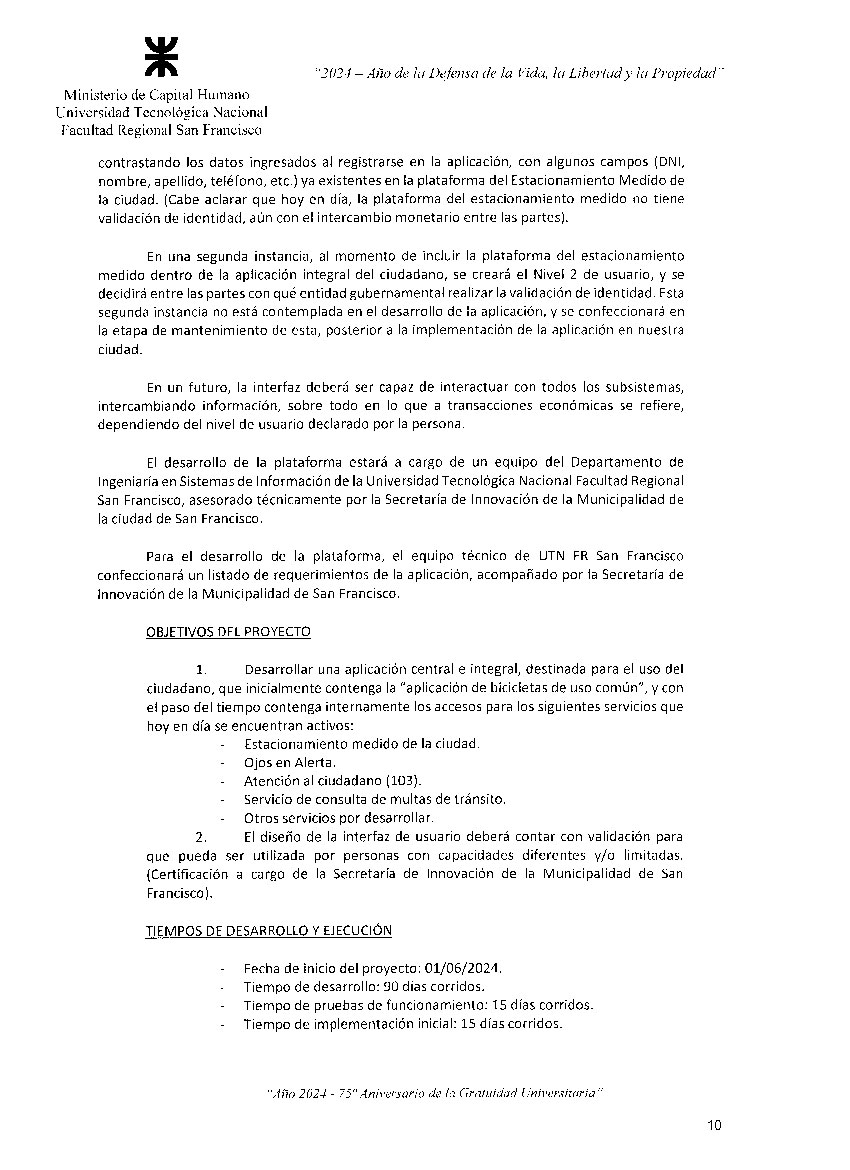 "2024 – Año de la Defensa de la Vida, la Libertad y la Propiedad"
Ministerio de Capital Humano
Universidad Tecnológica Nacional
Facultad Regional San Francisco
contrastando los datos ingresados al registrarse en la aplicación, con algunos campos (DNI,
nombre, apellido, teléfono, etc.) ya existentes en la plataforma del Estacionamiento Medido de
la ciudad. (Cabe aclarar que hoy en día, la plataforma del estacionamiento medido no tiene
validación de identidad, aún con el intercambio monetario entre las partes).
En una segunda instancia, al momento de incluir la plataforma del estacionamiento
medido dentro de la aplicación integral del ciudadano, se creará el Nivel 2 de usuario, y se
decidirá entre las partes con qué entidad gubernamental realizar la validación de identidad. Esta
segunda instancia no está contemplada en el desarrollo de la aplicación, y se confeccionará en
la etapa de mantenimiento de esta, posterior a la implementación de la aplicación en nuestra
ciudad.
En un futuro, la interfaz deberá ser capaz de interactuar con todos los subsistemas,
intercambiando información, sobre todo en lo que a transacciones económicas se refiere,
dependiendo del nivel de usuario declarado por la persona.
El desarrollo de la plataforma estará a cargo de un equipo del Departamento de
Ingeniaría en Sistemas de Información de la Universidad Tecnológica Nacional Facultad Regional
San Francisco, asesorado técnicamente por la Secretaría de Innovación de la Municipalidad de
la ciudad de San Francisco.
Para el desarrollo de la plataforma, el equipo técnico de UTN FR San Francisco
confeccionará un listado de requerimientos de la aplicación, acompañado por la Secretaría de
Innovación de la Municipalidad de San Francisco.
OBJETIVOS DEL PROYECTO
1. Desarrollar una aplicación central e integral, destinada para el uso del
ciudadano, que inicialmente contenga la "aplicación de bicicletas de uso común", y con
el paso del tiempo contenga internamente los accesos para los siguientes servicios que
hoy en día se encuentran activos:
- Estacionamiento medido de la ciudad.
- Ojos en Alerta.
- Atención al ciudadano (103).
- Servicio de consulta de multas de tránsito.
- Otros servicios por desarrollar.
2. El diseño de la interfaz de usuario deberá contar con validación para
que pueda ser utilizada por personas con capacidades diferentes y/o limitadas.
(Certificación a cargo de la Secretaría de Innovación de la Municipalidad de San
Francisco).
TIEMPOS DE DESARROLLO Y EJECUCIÓN
- Fecha de inicio del proyecto: 01/06/2024.
- Tiempo de desarrollo: 90 días corridos.
- Tiempo de pruebas de funcionamiento: 15 días corridos.
- Tiempo de implementación inicial: 15 días corridos.
"Año 2024 - 75° Aniversario de la Gratuidad Universitaria"
10